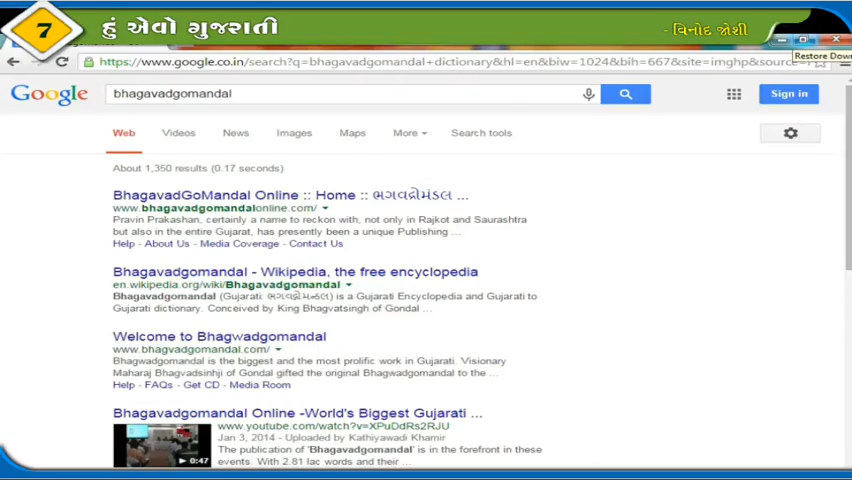 7
હું એવો ગુજરાતી
- વિનોદ જોશી
Restore Down
https://www.google.co.in/search?q=bhagavadgomandal+dictionary&hl=en&biw=1024&bih=667&site=imghp&source=
Google
bhagavadgomandal
Sign in
Web Videos News Images Maps More Search tools
About 1,350 results (0.17 seconds)
BhagavadGoMandal Online :: Home :: ભગવદ્ગોમંડલ ...
www.bhagavadgomandalonline.com/
Pravin Prakashan, certainly a name to reckon with, not only in Rajkot and Saurashtra
but also in the entire Gujarat, has presently been a unique Publishing ...
Help - About Us - Media Coverage - Contact Us
Bhagavadgomandal - Wikipedia, the free encyclopedia
en.wikipedia.org/wiki/Bhagavadgomandal
Bhagavadgomandal (Gujarati: ભગવદ્ગોમંડલ) is a Gujarati Encyclopedia and Gujarati to
Gujarati dictionary. Conceived by King Bhagvatsingh of Gondal ...
Welcome to Bhagwadgomandal
www.bhagvadgomandal.com/
Bhagwadgomandal is the biggest and the most prolific work in Gujarati. Visionary
Maharaj Bhagvadsinhji of Gondal gifted the original Bhagwadgomandal to the ...
Help - FAQs - Get CD - Media Room
Bhagavadgomandal Online -World's Biggest Gujarati ...
www.youtube.com/watch?v=XPuDdRs2RJU
Jan 3, 2014 - Uploaded by Kathiyawadi Khamir
The publication of 'Bhagavadgomandal' is in the forefront in these
events. With 2.81 lac words and their ...
0:47